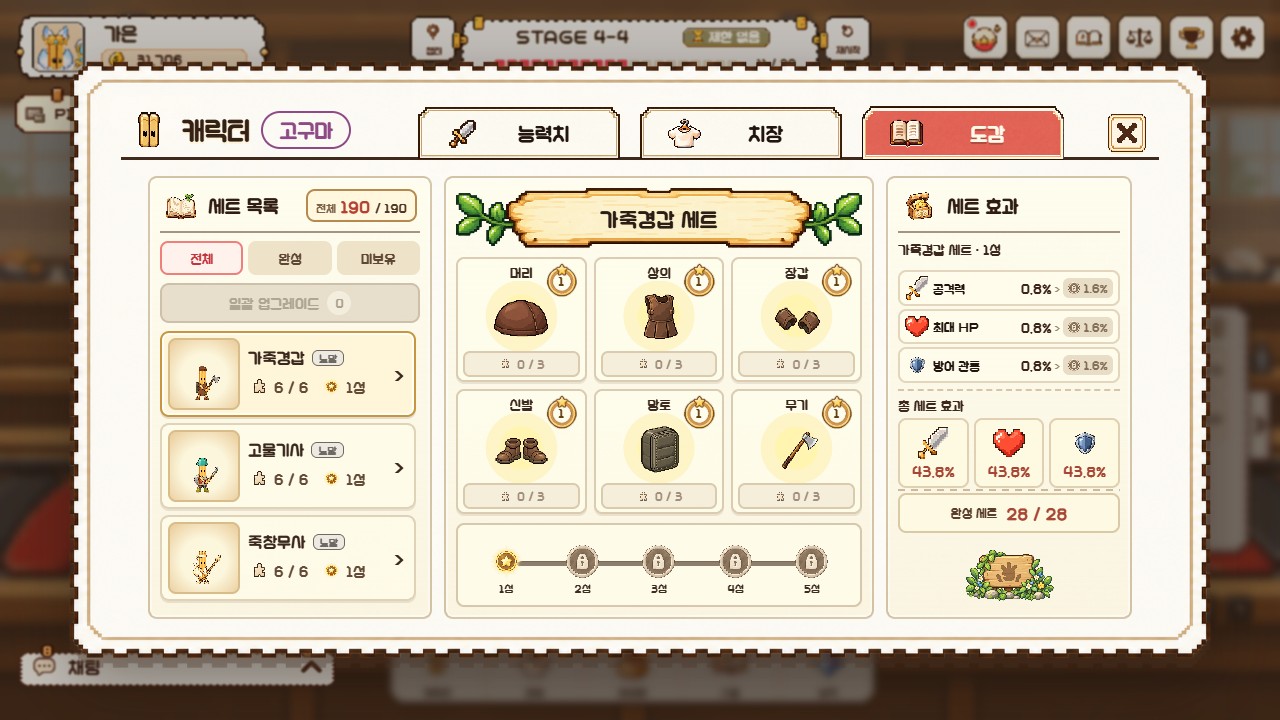 가온
31,706
STAGE 4-4
제한 없음
캐릭터 고구마
능력치
치장
도감
세트 목록
전체 190 / 190
전체
완성
미보유
일괄 업그레이드 0
가죽경갑 노말
6 / 6 1성
고물기사 노말
6 / 6 1성
죽창무사 노말
6 / 6 1성
가죽경갑 세트
머리 1
0 / 3
상의 1
0 / 3
장갑 1
0 / 3
신발 1
0 / 3
망토 1
0 / 3
무기 1
0 / 3
1성
2성
3성
4성
5성
세트 효과
가죽경갑 세트 · 1성
공격력 0.8% > 1.6%
최대 HP 0.8% > 1.6%
방어 관통 0.8% > 1.6%
총 세트 효과
43.8%
43.8%
43.8%
완성 세트 28 / 28
채팅